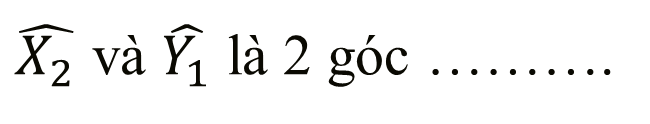 $\widehat{X_2}$ và $\widehat{Y_1}$ là 2 góc ..........